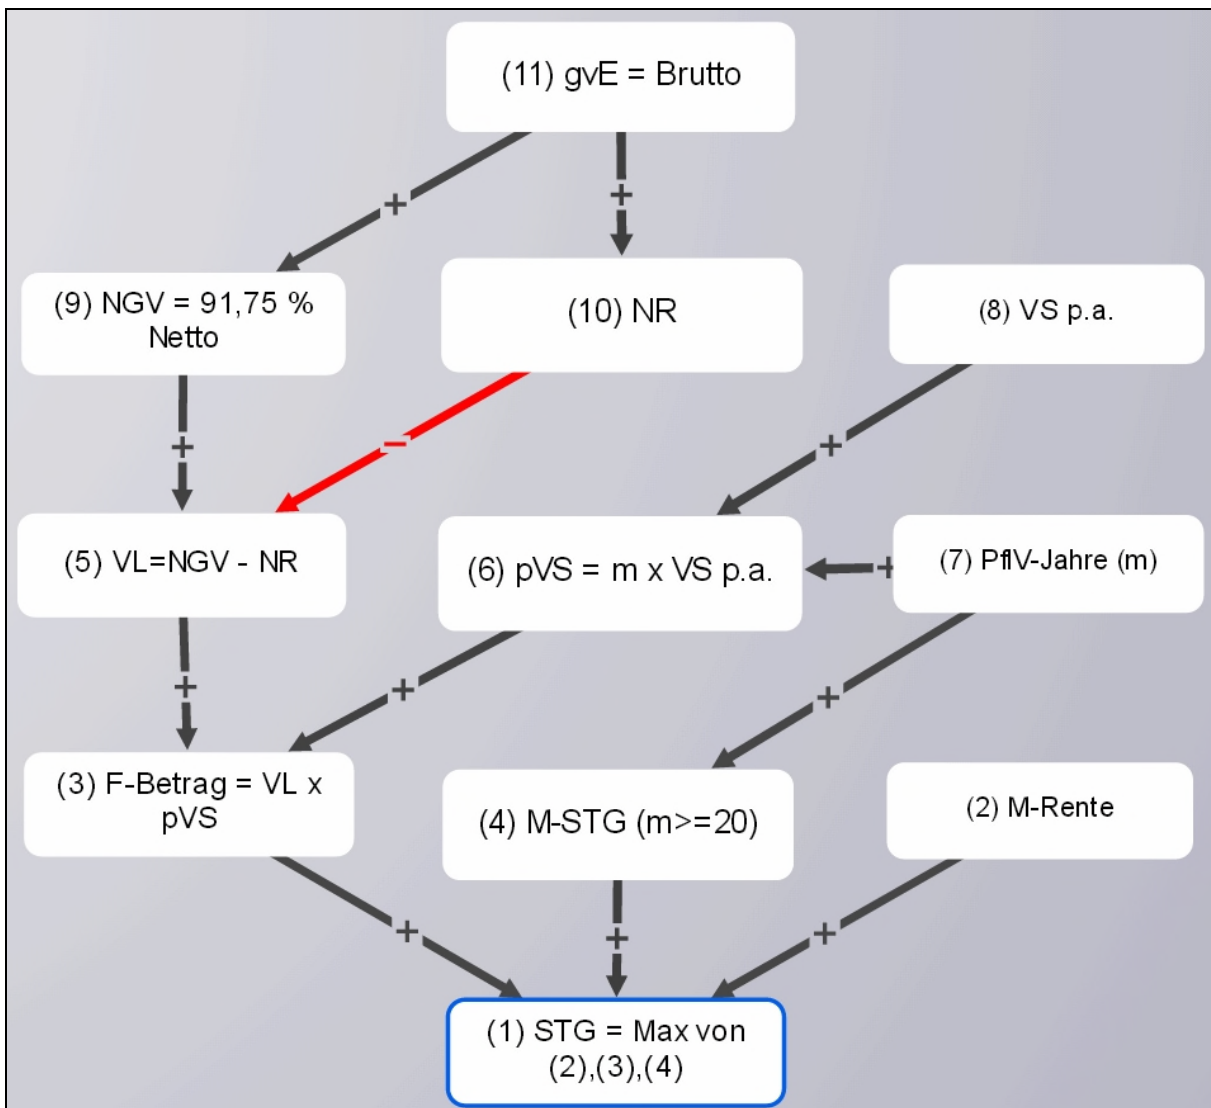 (11) gvE = Brutto
+
+
(9) NGV = 91,75 %
Netto
(10) NR
(8) VS p.a.
+
−
+
(5) VL=NGV - NR
(6) pVS = m x VS p.a.
+
(7) PflV-Jahre (m)
+
+
+
(3) F-Betrag = VL x
pVS
(4) M-STG (m>=20)
(2) M-Rente
+
+
+
(1) STG = Max von
(2),(3),(4)